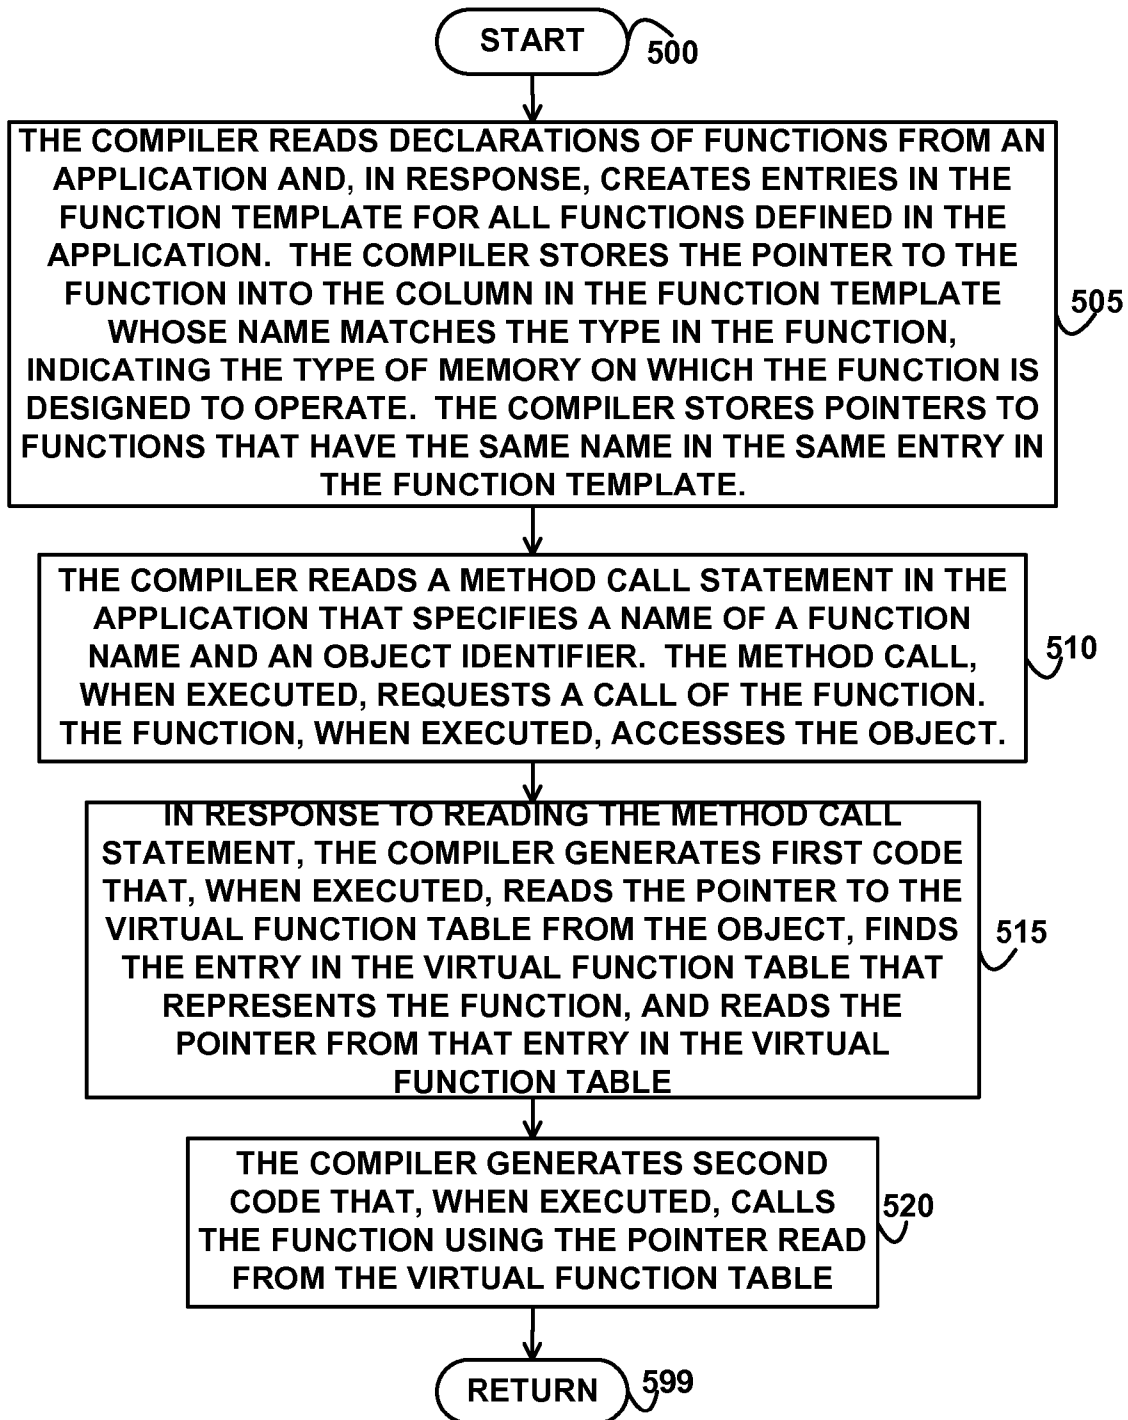 START
500
THE COMPILER READS DECLARATIONS OF FUNCTIONS FROM AN
APPLICATION AND, IN RESPONSE, CREATES ENTRIES IN THE
FUNCTION TEMPLATE FOR ALL FUNCTIONS DEFINED IN THE
APPLICATION.  THE COMPILER STORES THE POINTER TO THE
FUNCTION INTO THE COLUMN IN THE FUNCTION TEMPLATE
WHOSE NAME MATCHES THE TYPE IN THE FUNCTION,
INDICATING THE TYPE OF MEMORY ON WHICH THE FUNCTION IS
DESIGNED TO OPERATE.  THE COMPILER STORES POINTERS TO
FUNCTIONS THAT HAVE THE SAME NAME IN THE SAME ENTRY IN
THE FUNCTION TEMPLATE.
505
THE COMPILER READS A METHOD CALL STATEMENT IN THE
APPLICATION THAT SPECIFIES A NAME OF A FUNCTION
NAME AND AN OBJECT IDENTIFIER.  THE METHOD CALL,
WHEN EXECUTED, REQUESTS A CALL OF THE FUNCTION.
THE FUNCTION, WHEN EXECUTED, ACCESSES THE OBJECT.
510
IN RESPONSE TO READING THE METHOD CALL
STATEMENT, THE COMPILER GENERATES FIRST CODE
THAT, WHEN EXECUTED, READS THE POINTER TO THE
VIRTUAL FUNCTION TABLE FROM THE OBJECT, FINDS
THE ENTRY IN THE VIRTUAL FUNCTION TABLE THAT
REPRESENTS THE FUNCTION, AND READS THE
POINTER FROM THAT ENTRY IN THE VIRTUAL
FUNCTION TABLE
515
THE COMPILER GENERATES SECOND
CODE THAT, WHEN EXECUTED, CALLS
THE FUNCTION USING THE POINTER READ
FROM THE VIRTUAL FUNCTION TABLE
520
RETURN
599